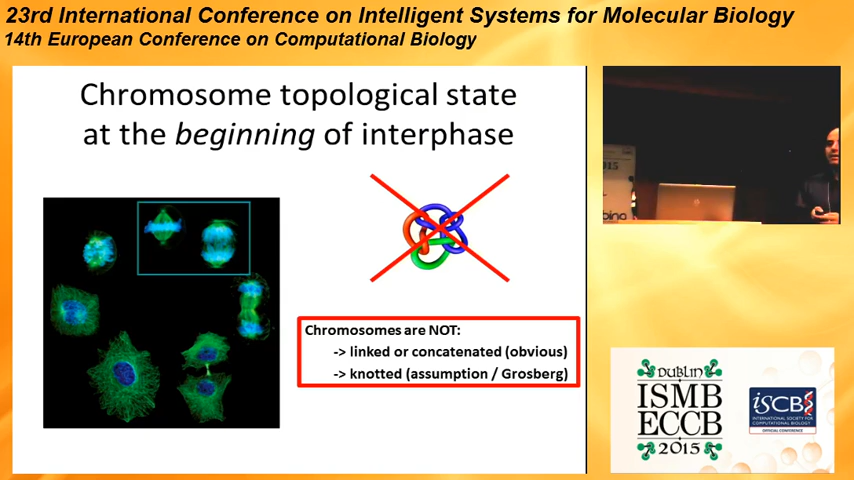 23rd International Conference on Intelligent Systems for Molecular Biology
14th European Conference on Computational Biology
Chromosome topological state
at the beginning of interphase
Chromosomes are NOT:
-> linked or concatenated (obvious)
-> knotted (assumption / Grosberg)
DUBLIN
ISMB
ECCB
2015
iSCB
INTERNATIONAL SOCIETY FOR
COMPUTATIONAL BIOLOGY
OFFICIAL CONFERENCE